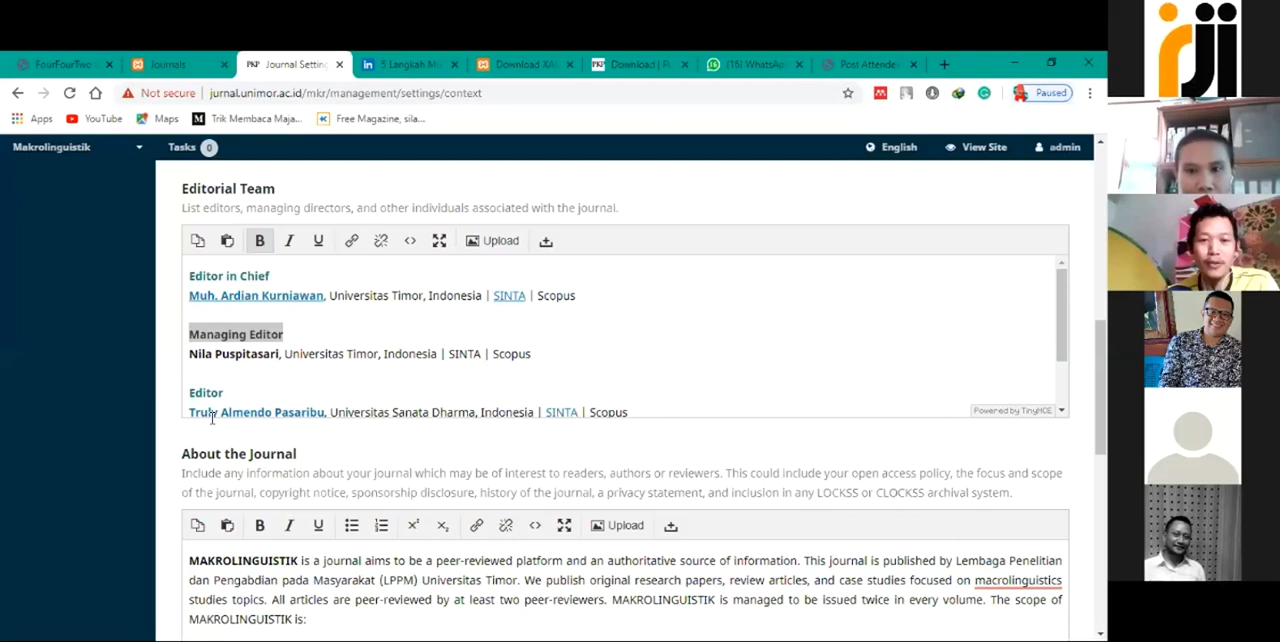 rji
FourFourTwo
Journals
PKP Journal Settin
5 Langkah M
Download XA
PKP Download | P
(15) WhatsAp
Post Attende
Not secure | jurnal.unimor.ac.id/mkr/management/settings/context
Paused
Apps YouTube Maps Trik Membaca Maja... Free Magazine, sila...
Makrolinguistik Tasks 0 English View Site admin
Editorial Team
List editors, managing directors, and other individuals associated with the journal.
B I U Upload
Editor in Chief
Muh. Ardian Kurniawan, Universitas Timor, Indonesia | SINTA | Scopus
Managing Editor
Nila Puspitasari, Universitas Timor, Indonesia | SINTA | Scopus
Editor
Truly Almendo Pasaribu, Universitas Sanata Dharma, Indonesia | SINTA | Scopus
Powered by TinyMCE
About the Journal
Include any information about your journal which may be of interest to readers, authors or reviewers. This could include your open access policy, the focus and scope
of the journal, copyright notice, sponsorship disclosure, history of the journal, a privacy statement, and inclusion in any LOCKSS or CLOCKSS archival system.
B I U Upload
MAKROLINGUISTIK is a journal aims to be a peer-reviewed platform and an authoritative source of information. This journal is published by Lembaga Penelitian
dan Pengabdian pada Masyarakat (LPPM) Universitas Timor. We publish original research papers, review articles, and case studies focused on macrolinguistics
studies topics. All articles are peer-reviewed by at least two peer-reviewers. MAKROLINGUISTIK is managed to be issued twice in every volume. The scope of
MAKROLINGUISTIK is: